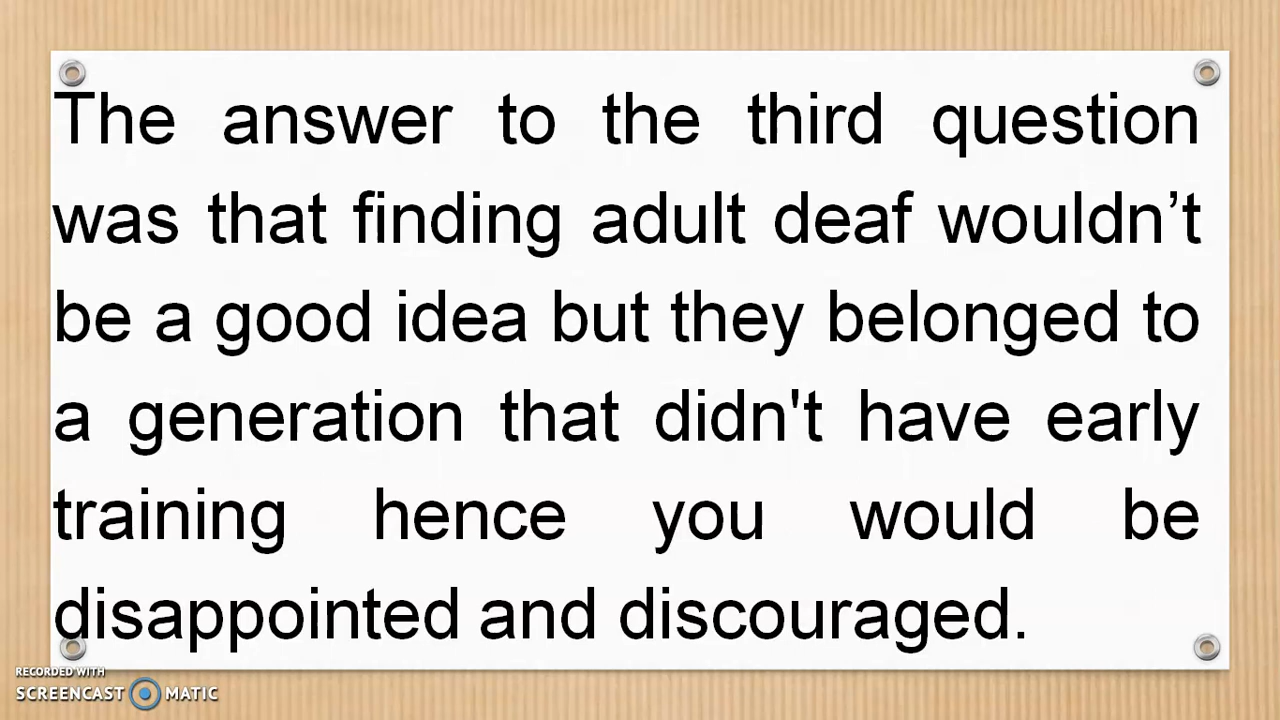 The answer to the third question
was that finding adult deaf wouldn’t
be a good idea but they belonged to
a generation that didn't have early
training hence you would be
disappointed and discouraged.
RECORDED WITH
SCREENCAST MATIC